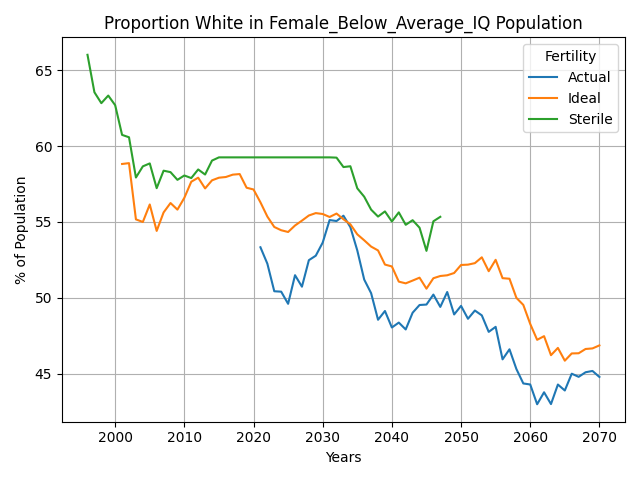 Proportion White in Female_Below_Average_IQ Population
Fertility
Actual
Ideal
Sterile
% of Population
65
60
55
50
45
2000 2010 2020 2030 2040 2050 2060 2070
Years